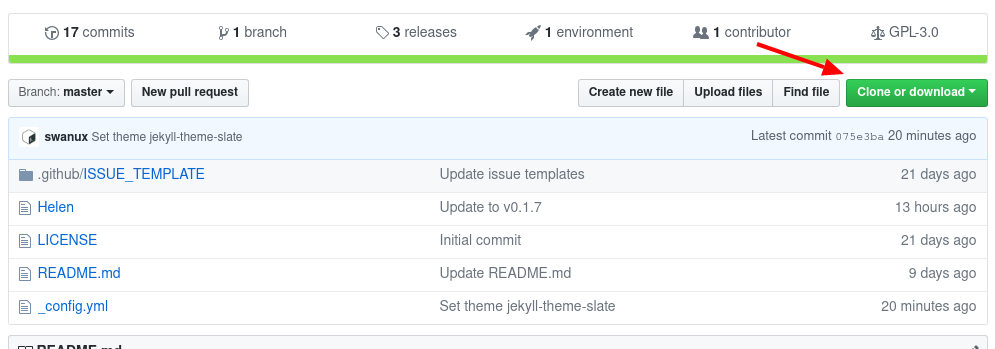 17 commits 1 branch 3 releases 1 environment 1 contributor GPL-3.0
Branch: master New pull request Create new file Upload files Find file Clone or download
swanux Set theme jekyll-theme-slate Latest commit 075e3ba 20 minutes ago
.github/ISSUE_TEMPLATE Update issue templates 21 days ago
Helen Update to v0.1.7 13 hours ago
LICENSE Initial commit 21 days ago
README.md Update README.md 9 days ago
_config.yml Set theme jekyll-theme-slate 20 minutes ago
README.md